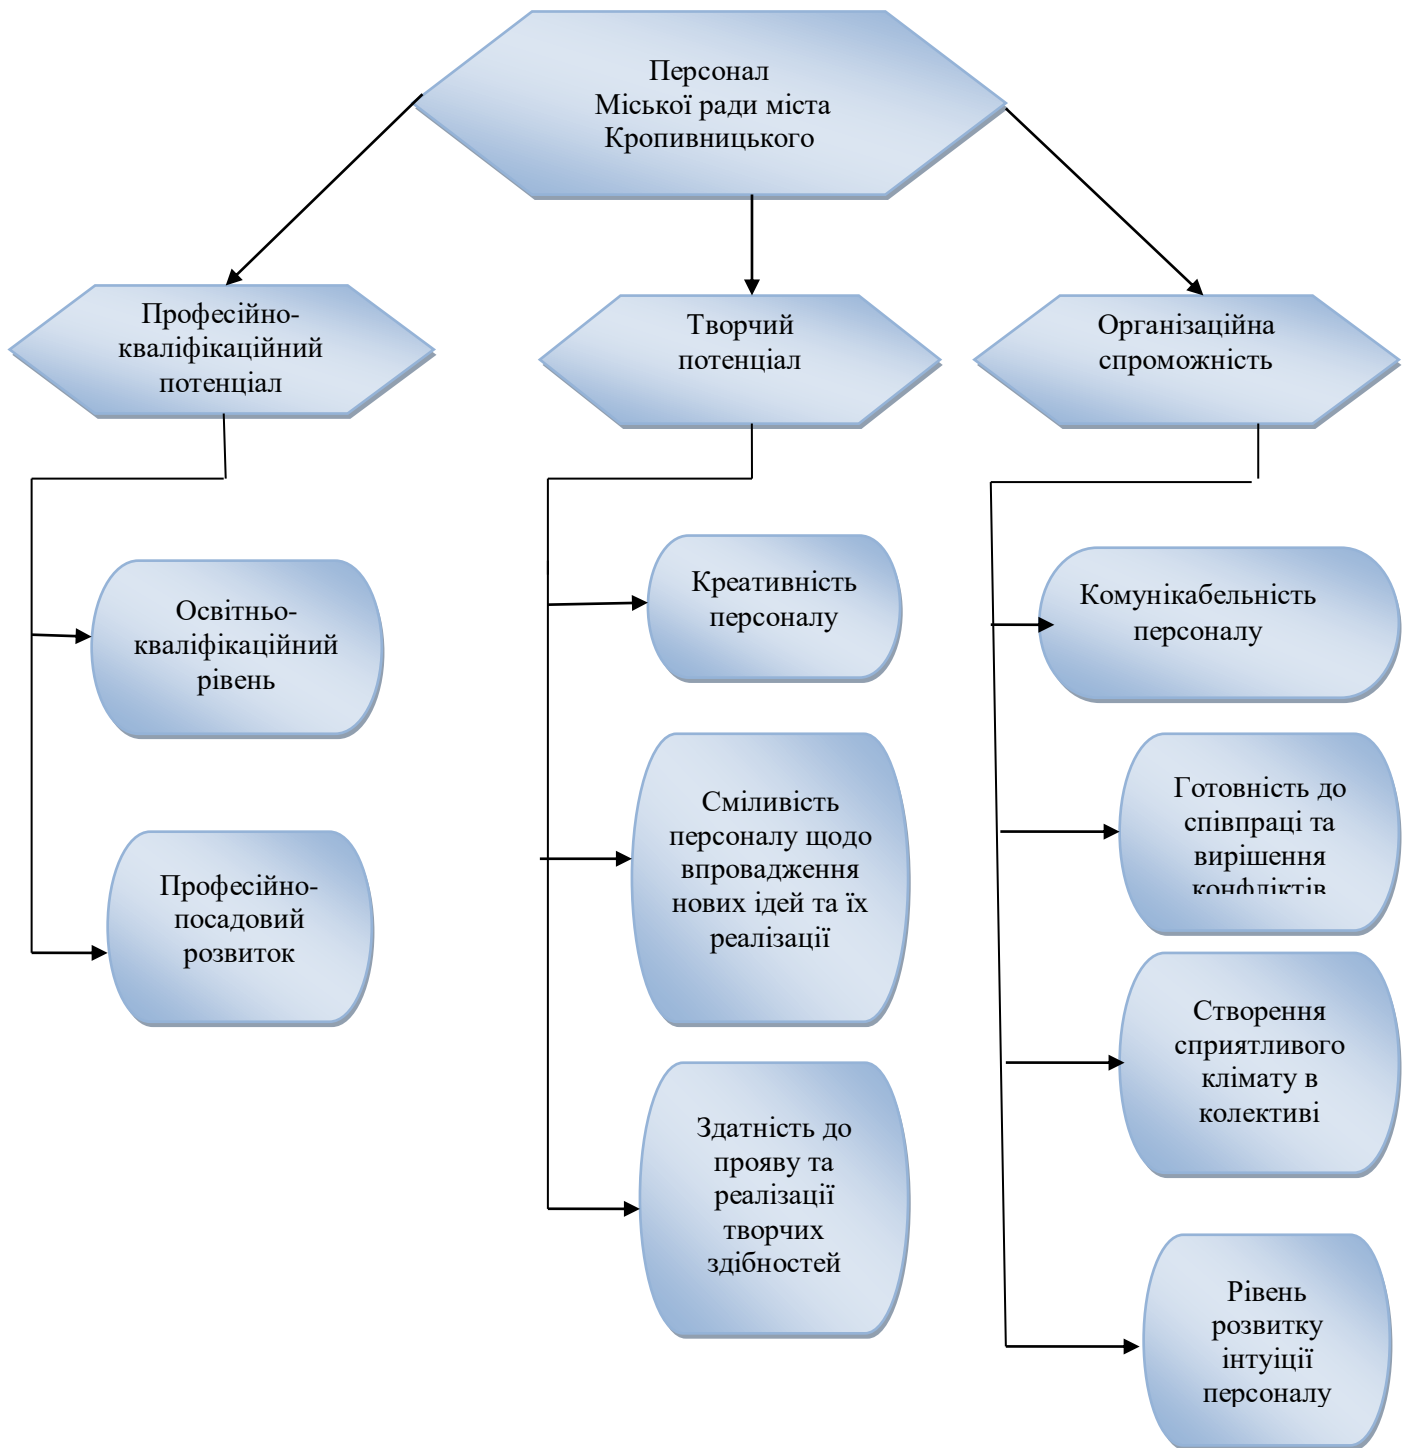 Персонал
Міської ради міста
Кропивницького
Професійно-
кваліфікаційний
потенціал
Творчий
потенціал
Організаційна
спроможність
Освітньо-
кваліфікаційний
рівень
Професійно-
посадовий
розвиток
Креативність
персоналу
Сміливість
персоналу щодо
впровадження
нових ідей та їх
реалізації
Здатність до
прояву та
реалізації
творчих
здібностей
Комунікабельність
персоналу
Готовність до
співпраці та
вирішення
конфліктів
Створення
сприятливого
клімату в
колективі
Рівень
розвитку
інтуіції
персоналу